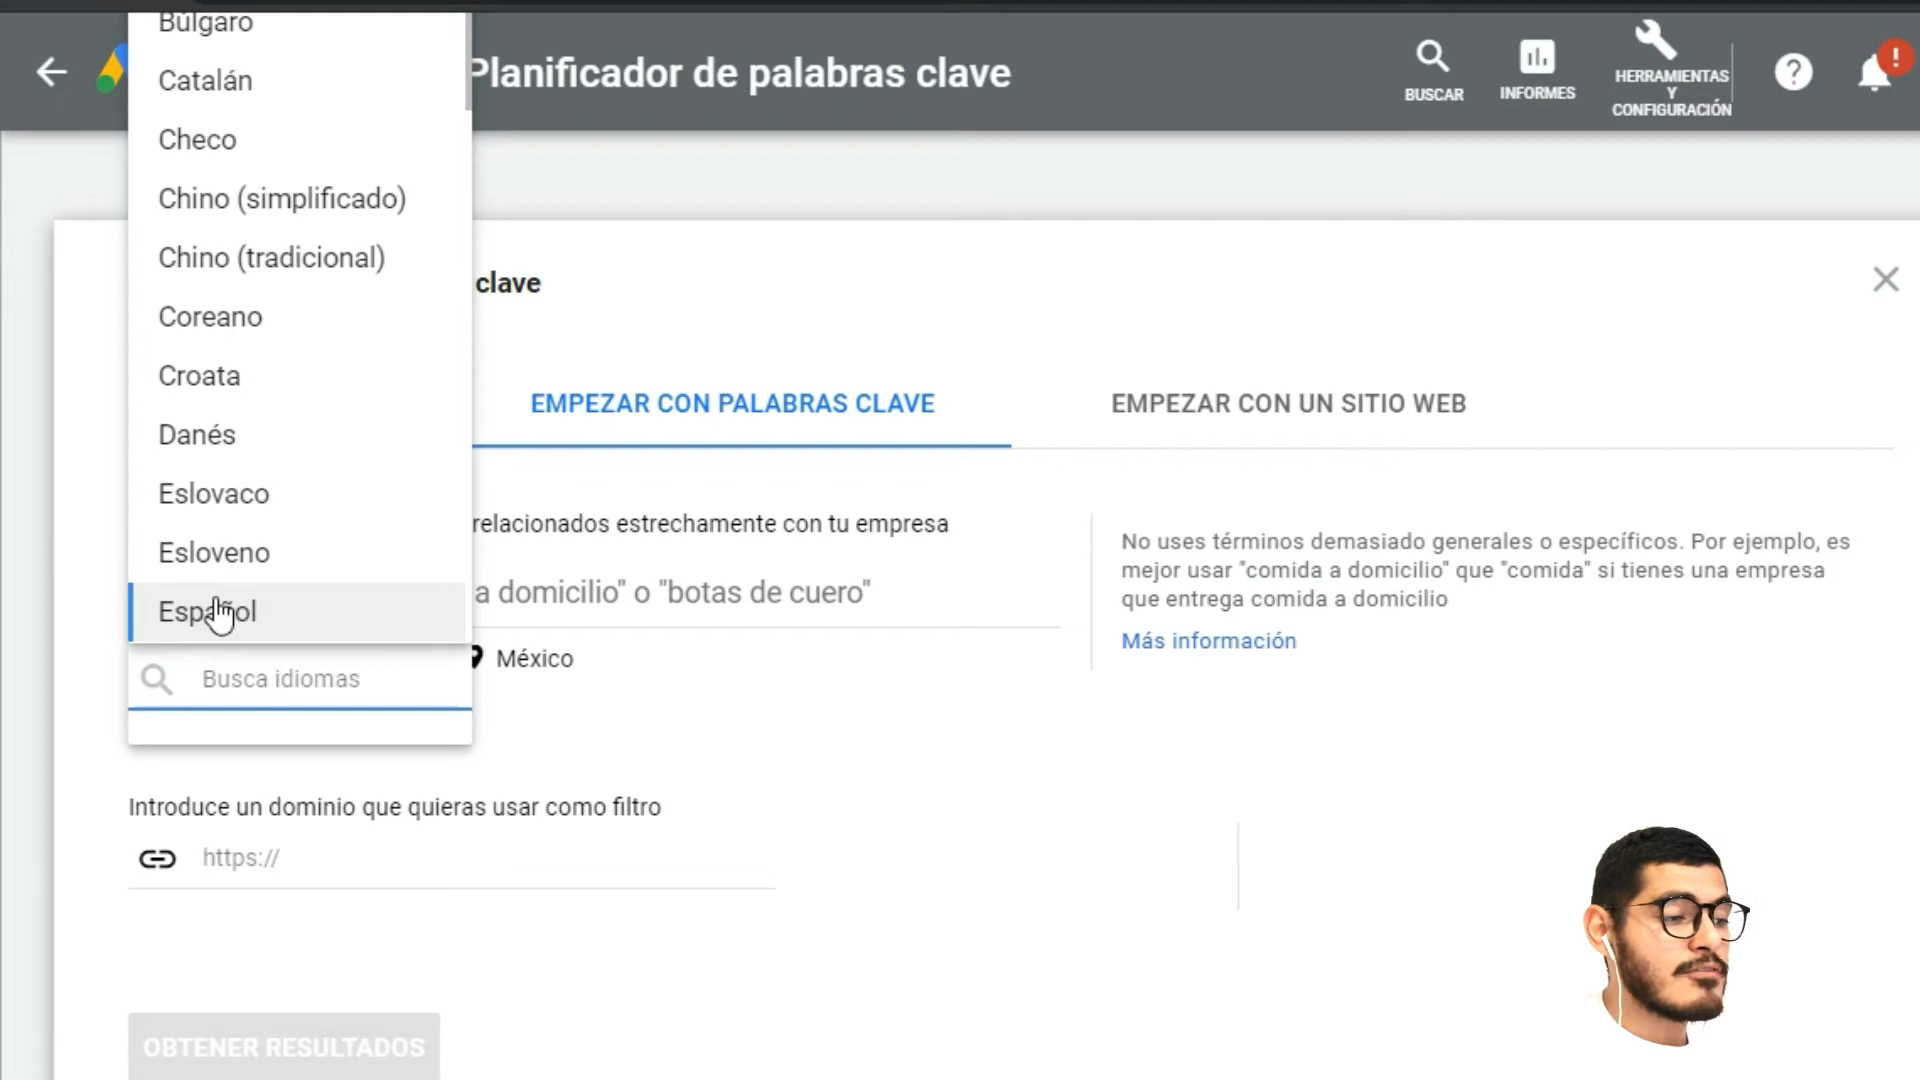 Búlgaro
Planificador de palabras clave
BUSCAR
INFORMES
HERRAMIENTAS
Y
CONFIGURACIÓN
?
!
Catalán
Checo
Chino (simplificado)
Chino (tradicional)
Coreano
Croata
Danés
Eslovaco
Esloveno
Español
Busca idiomas
clave
EMPEZAR CON PALABRAS CLAVE
EMPEZAR CON UN SITIO WEB
relacionados estrechamente con tu empresa
a domicilio" o "botas de cuero"
México
No uses términos demasiado generales o específicos. Por ejemplo, es
mejor usar "comida a domicilio" que "comida" si tienes una empresa
que entrega comida a domicilio
Más información
Introduce un dominio que quieras usar como filtro
https://
OBTENER RESULTADOS